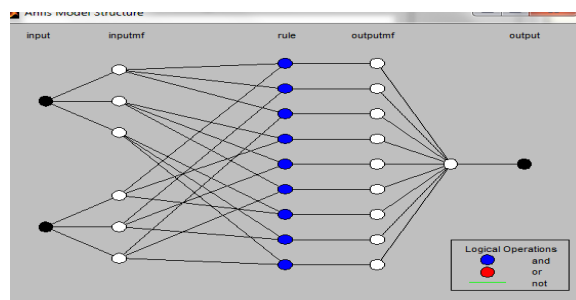 Anfis Model Structure
input inputmf rule outputmf output
Logical Operations
and
or
not